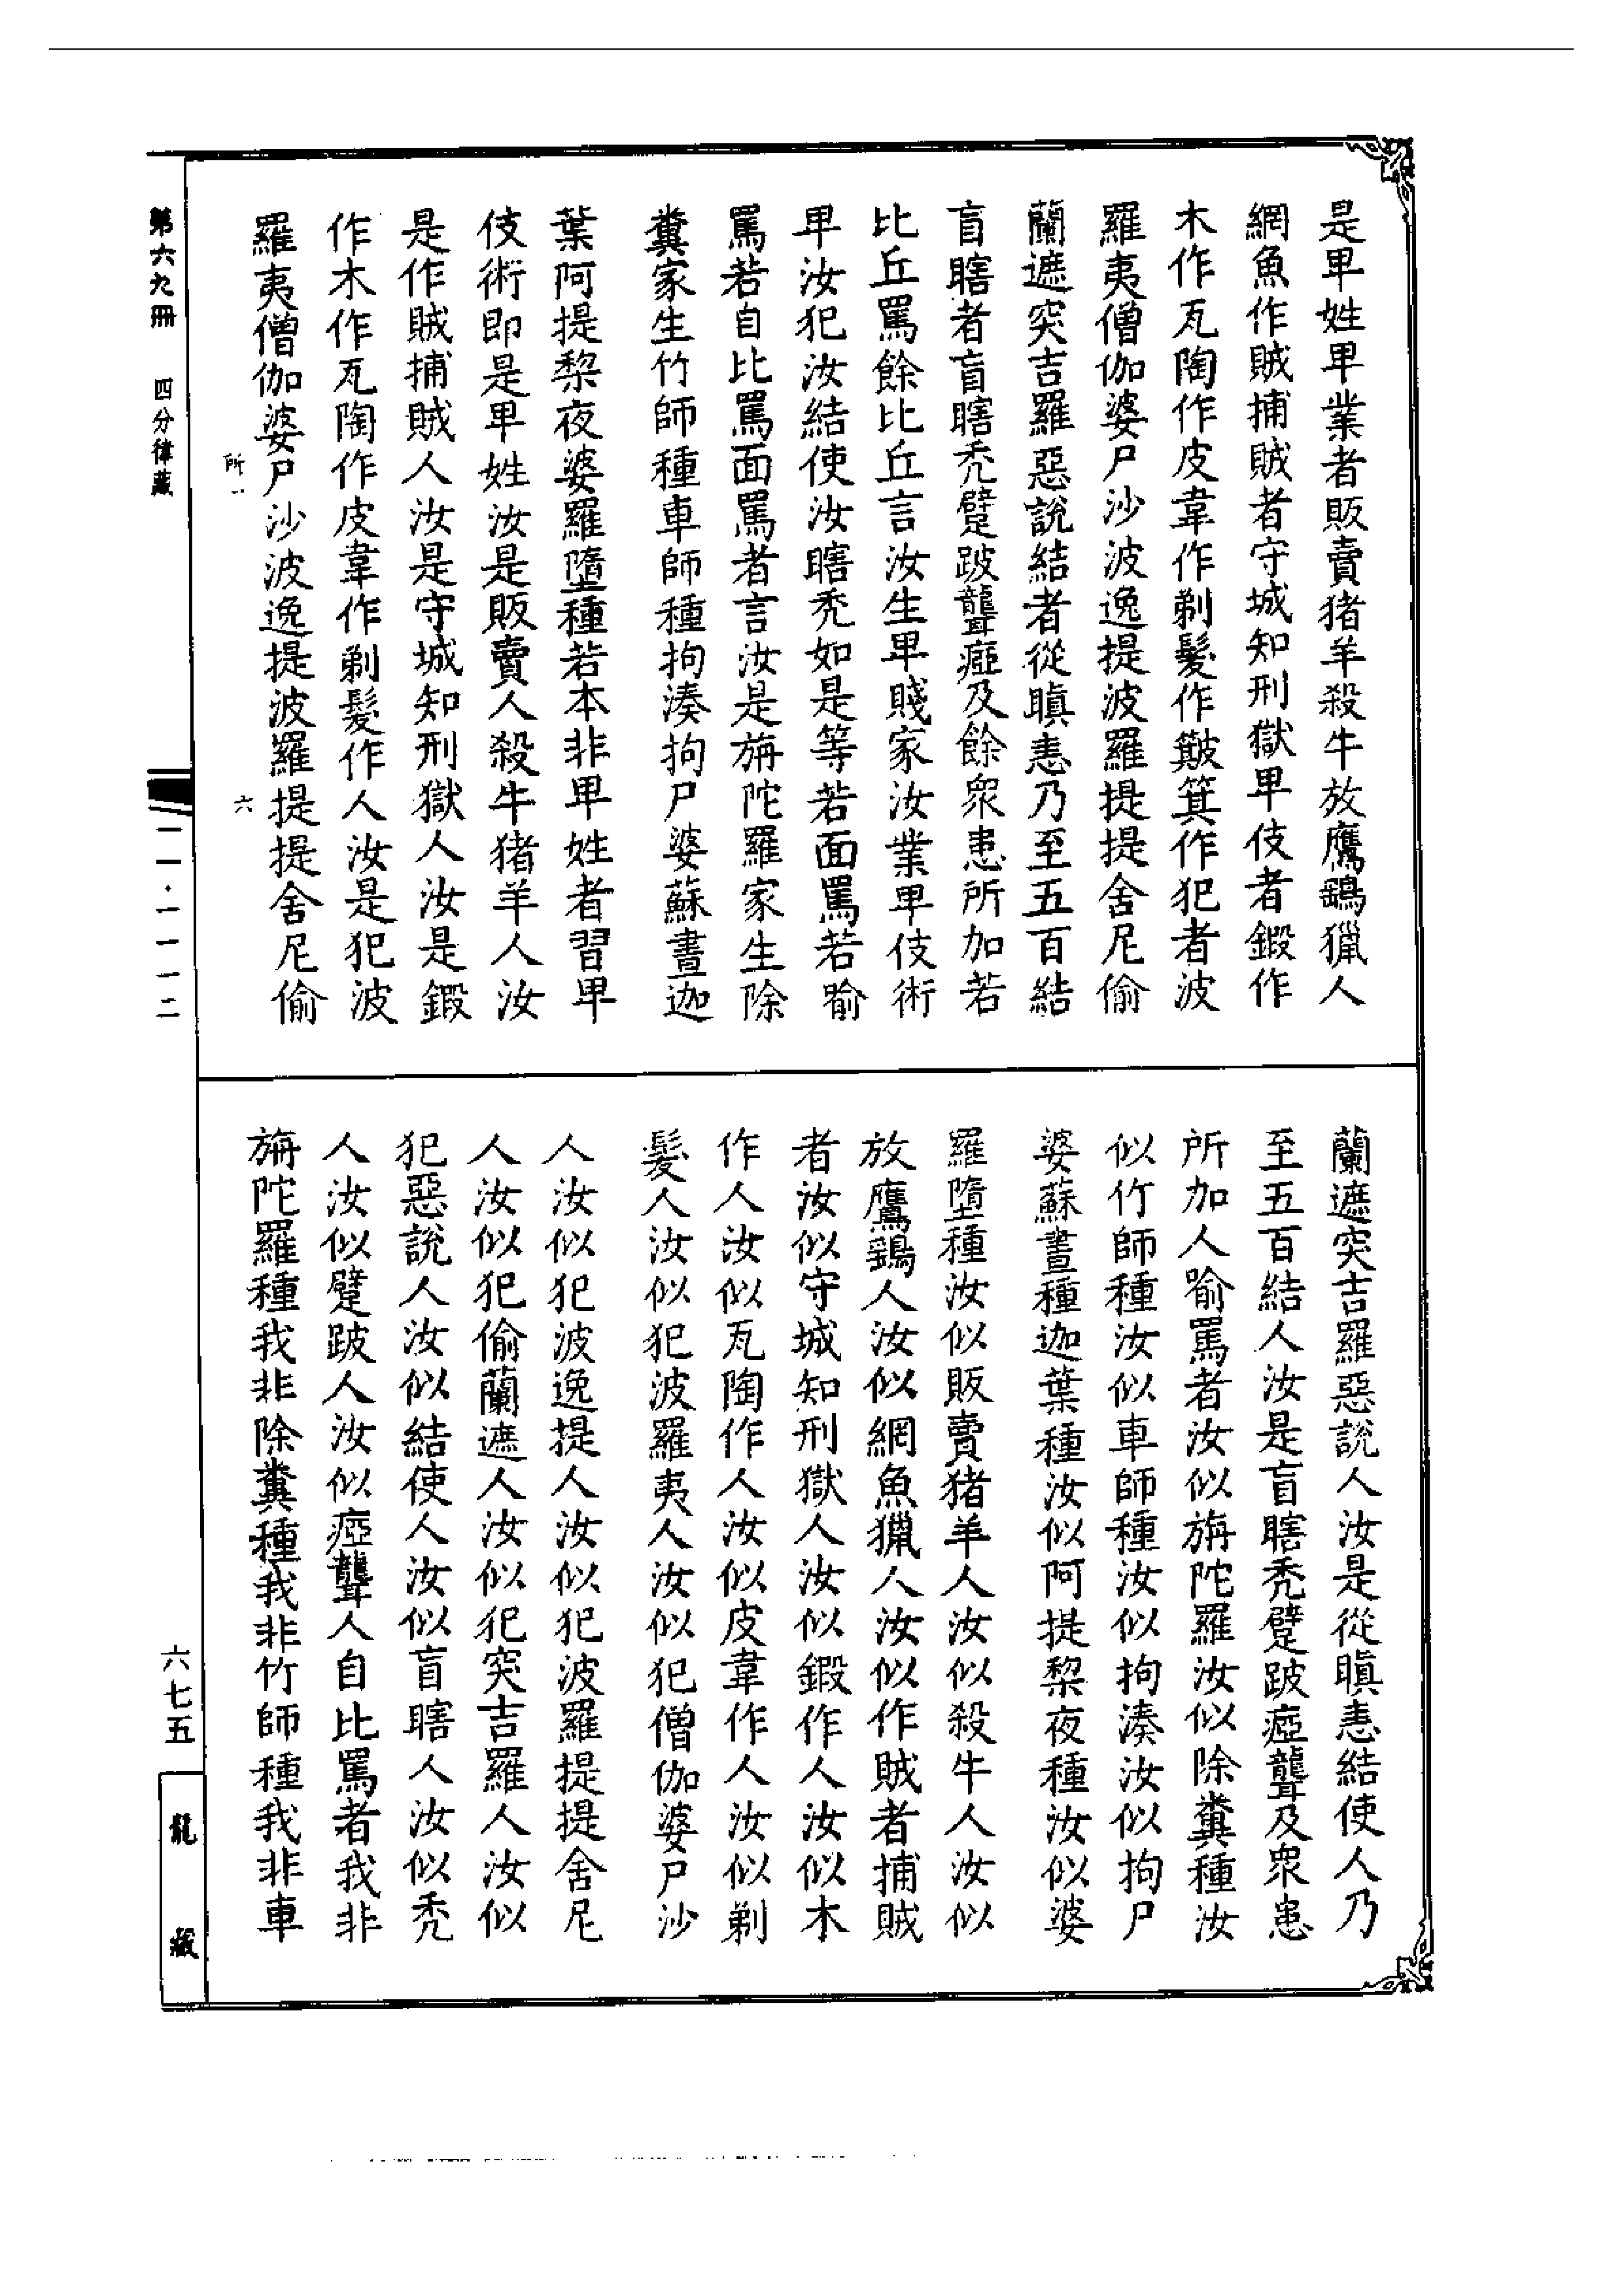 是卑姓卑業者販賣猪羊殺牛放鷹鷂獵人
網魚作賊捕賊者守城知刑獄卑伎者鍛作
木作瓦陶作皮韋作剃髮作簸箕作犯者波
羅夷僧伽婆尸沙波逸提波羅提提舍尼偷
蘭遮突吉羅惡說結者從瞋恚乃至五百結
盲瞎者盲瞎禿躄跛聾瘂及餘眾患所加若
比丘罵餘比丘言汝生卑賤家汝業卑伎術
卑汝犯汝結使汝瞎禿如是等若面罵若喻
罵若自比罵面罵者言汝是旃陀羅家生除
糞家生竹師種車師種拘湊拘尸婆蘇晝迦
葉阿提梨夜婆羅墮種若本非卑姓者習卑
伎術即是卑姓汝是販賣人殺牛猪羊人汝
是作賊捕賊人汝是守城知刑獄人汝是鍛
作木作瓦陶作皮韋作剃髮作人汝是犯波
羅夷僧伽婆尸沙波逸提波羅提提舍尼偷
所一
六
第六九冊 四分律藏
一一·一一一二
蘭遮突吉羅惡說人汝是從瞋恚結使人乃
至五百結人汝是盲瞎禿躄跛瘂聾及眾患
所加人喻罵者汝似旃陀羅汝似除糞種汝
似竹師種汝似車師種汝似拘湊汝似拘尸
婆蘇晝種迦葉種汝似阿提梨夜種汝似婆
羅墮種汝似販賣猪羊人汝似殺牛人汝似
放鷹鷂人汝似網魚獵人汝似作賊者捕賊
者汝似守城知刑獄人汝似鍛作人汝似木
作人汝似瓦陶作人汝似皮韋作人汝似剃
髮人汝似犯波羅夷人汝似犯僧伽婆尸沙
人汝似犯波逸提人汝似犯波羅提提舍尼
人汝似犯偷蘭遮人汝似犯突吉羅人汝似
犯惡說人汝似結使人汝似盲瞎人汝似禿
人汝似躄跛人汝似瘂聾人自比罵者我非
旃陀羅種我非除糞種我非竹師種我非車
六七五
龍藏